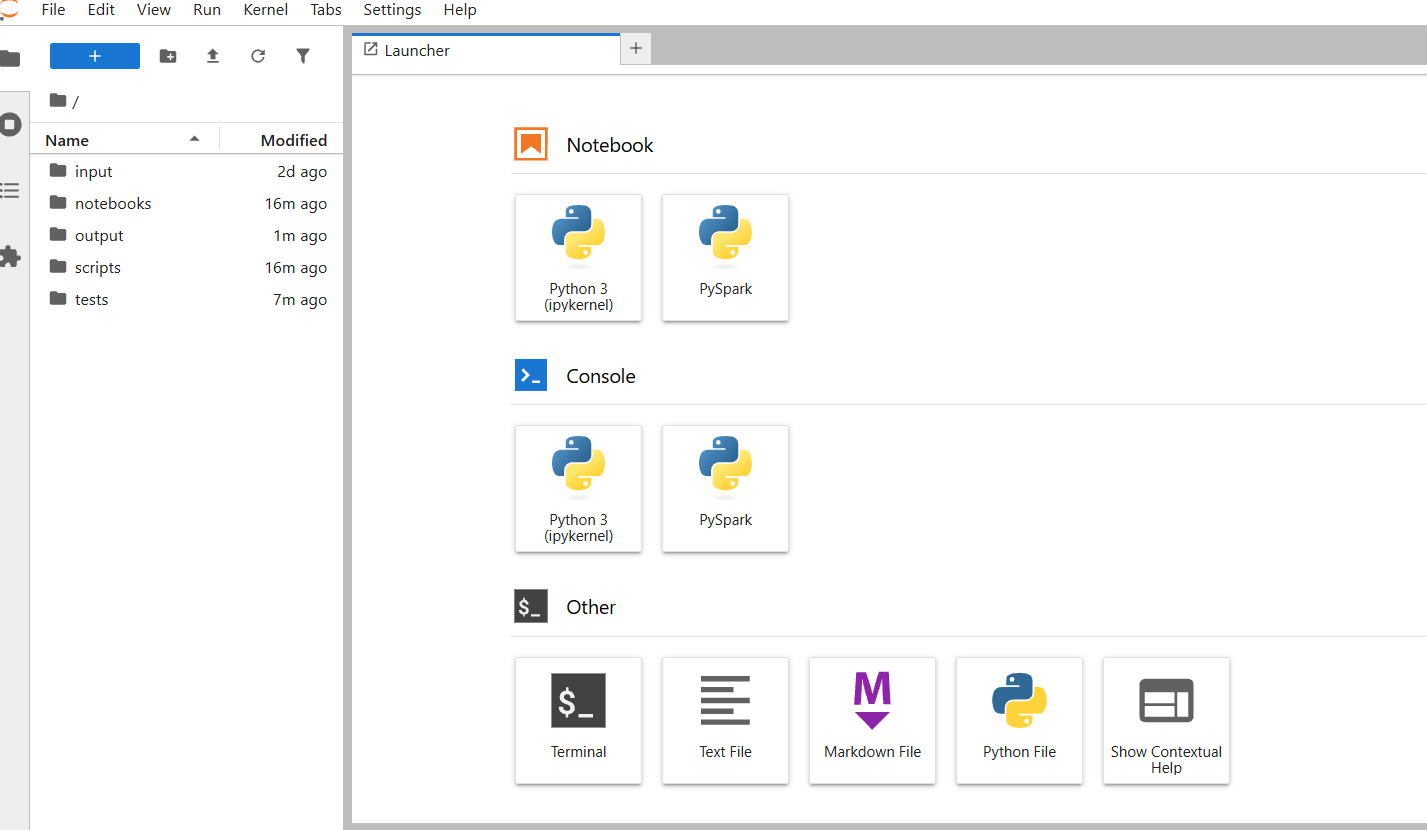 File Edit View Run Kernel Tabs Settings Help
+
Launcher
+
/
Name Modified
input 2d ago
notebooks 16m ago
output 1m ago
scripts 16m ago
tests 7m ago
Notebook
Python 3
(ipykernel)
PySpark
Console
Python 3
(ipykernel)
PySpark
$_ Other
$_
Terminal
Text File
M
Markdown File
Python File
Show Contextual
Help